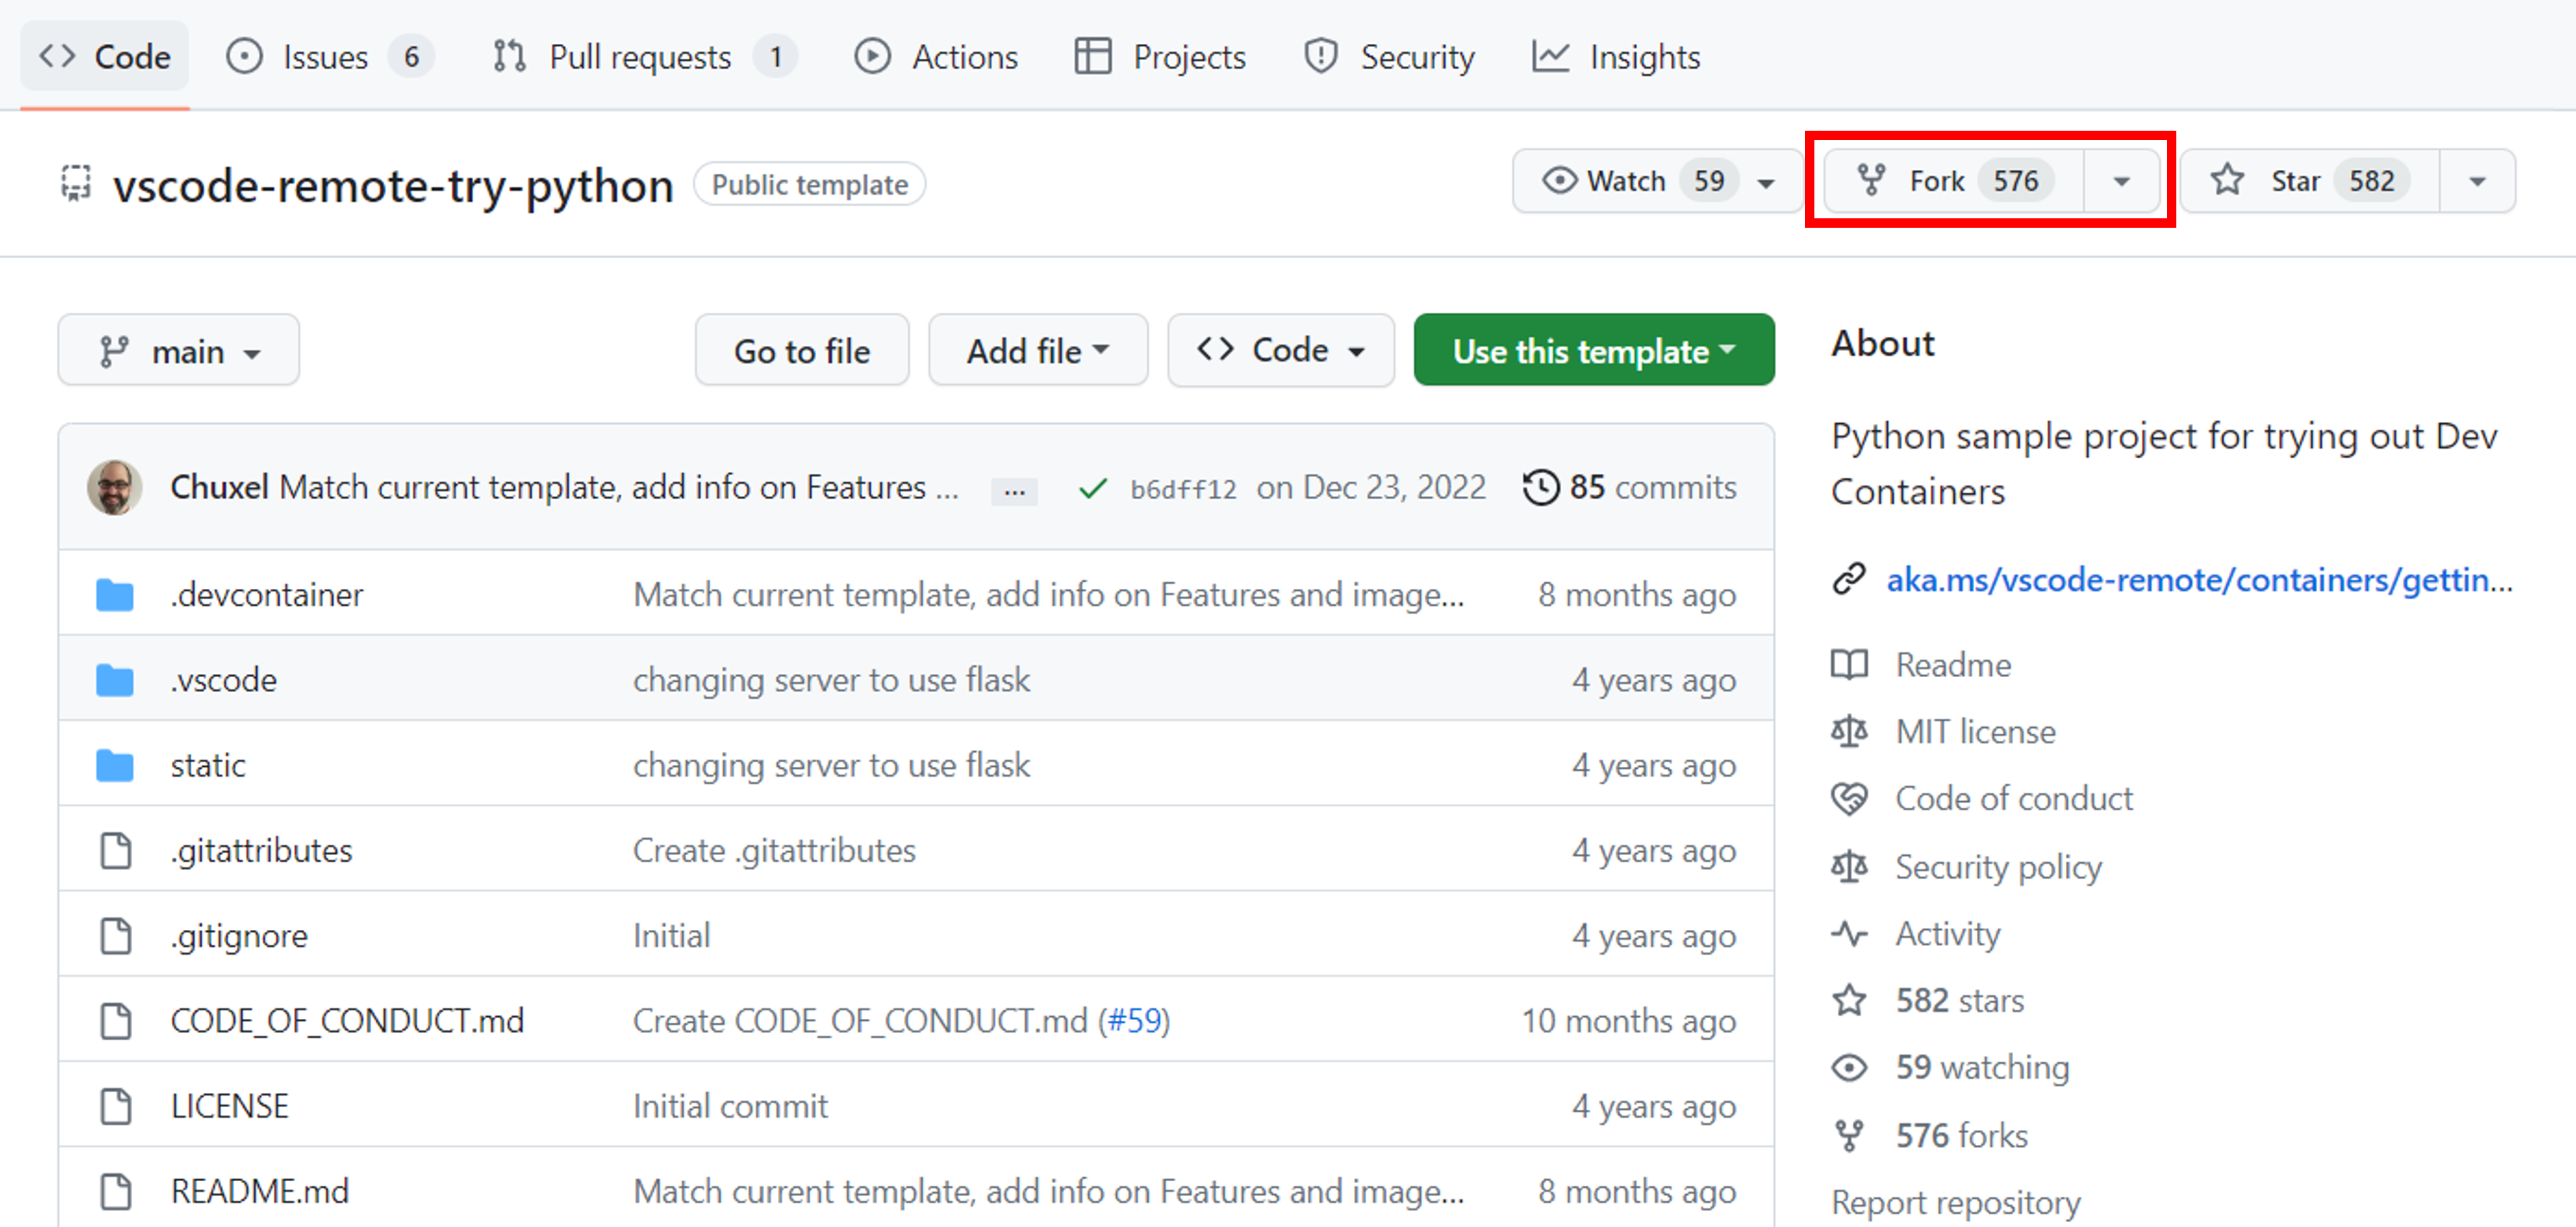 Code Issues 6 Pull requests 1 Actions Projects Security Insights
vscode-remote-try-python Public template Watch 59 Fork 576 Star 582
main Go to file Add file Code Use this template
Chuxel Match current template, add info on Features ... ... b6dff12 on Dec 23, 2022 85 commits
.devcontainer Match current template, add info on Features and image... 8 months ago
.vscode changing server to use flask 4 years ago
static changing server to use flask 4 years ago
.gitattributes Create .gitattributes 4 years ago
.gitignore Initial 4 years ago
CODE_OF_CONDUCT.md Create CODE_OF_CONDUCT.md (#59) 10 months ago
LICENSE Initial commit 4 years ago
README.md Match current template, add info on Features and image... 8 months ago
About
Python sample project for trying out Dev
Containers
aka.ms/vscode-remote/containers/gettin...
Readme
MIT license
Code of conduct
Security policy
Activity
582 stars
59 watching
576 forks
Report repository